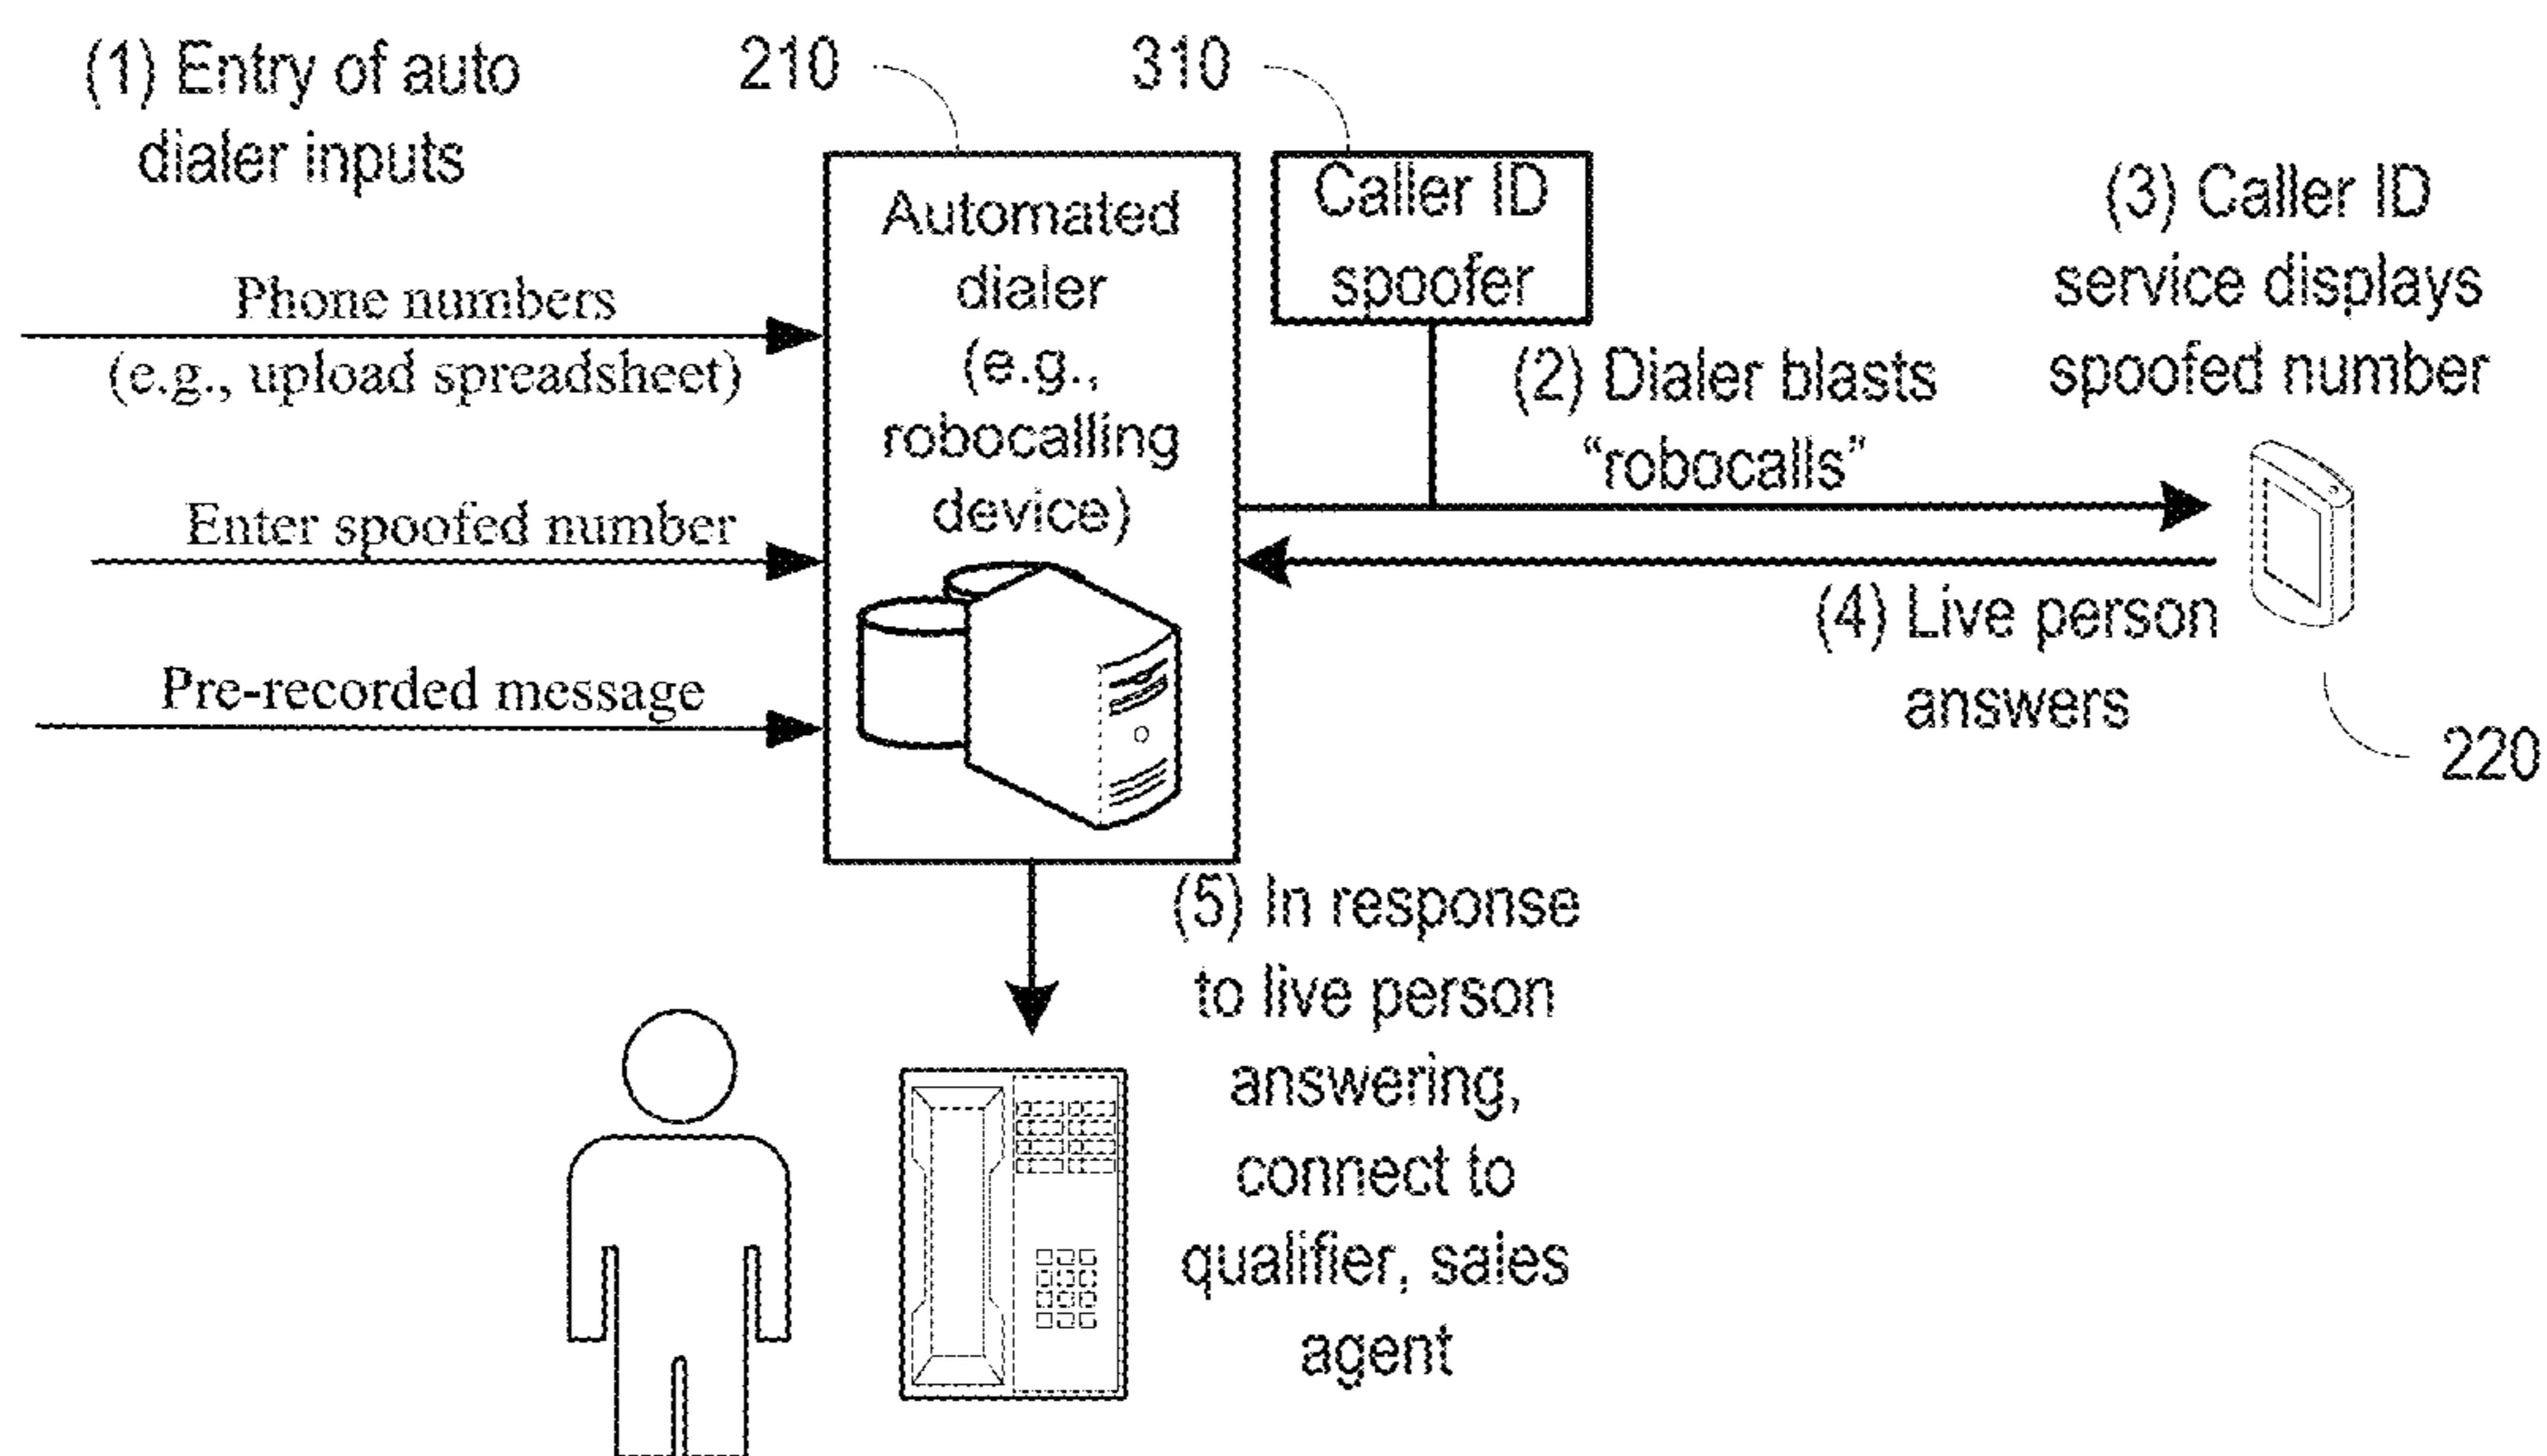 (1) Entry of auto
dialer inputs
210
310
Phone numbers
(e.g., upload spreadsheet)
Enter spoofed number
Pre-recorded message
Automated
dialer
(e.g.,
robocalling
device)
Caller ID
spoofer
(2) Dialer blasts
“robocalls”
(3) Caller ID
service displays
spoofed number
(4) Live person
answers
220
(5) In response
to live person
answering,
connect to
qualifier, sales
agent